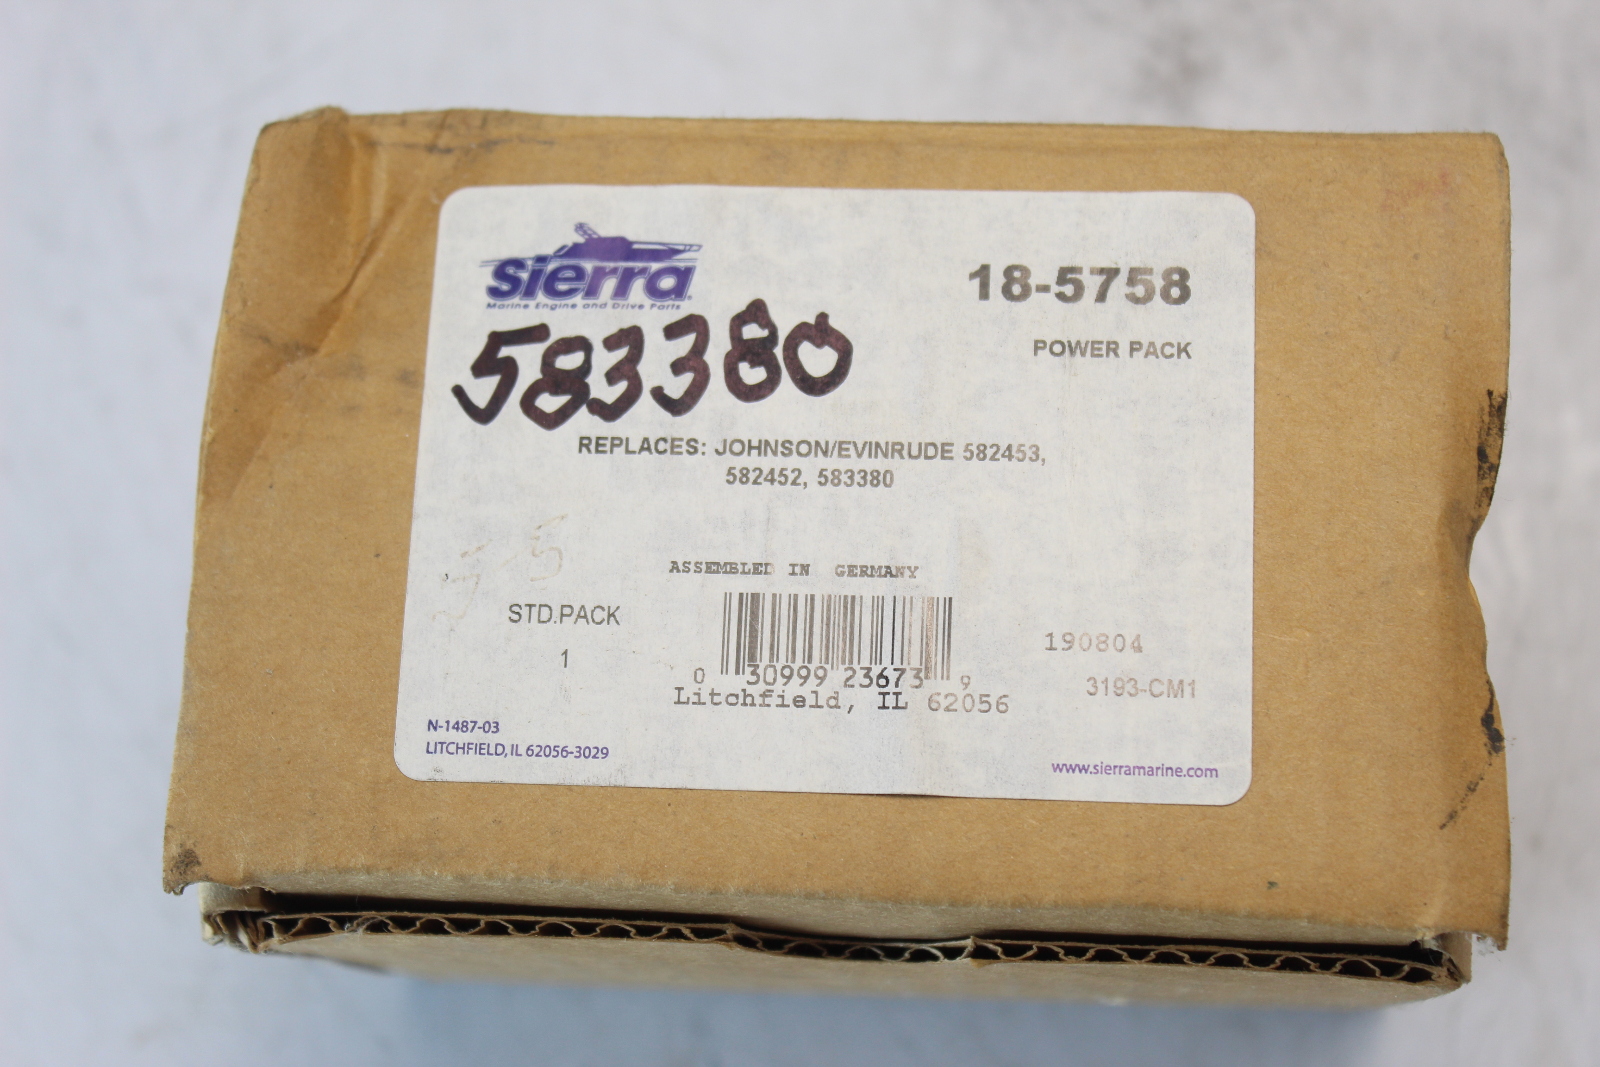 sierra
Marine Engine and Drive Parts
18-5758
POWER PACK
583380
REPLACES: JOHNSON/EVINRUDE 582453,
582452, 583380
ASSEMBLED IN GERMANY
STD.PACK
1
0 30999 23673 9
Litchfield, IL 62056
190804
3193-CM1
N-1487-03
LITCHFIELD, IL 62056-3029
www.sierramarine.com